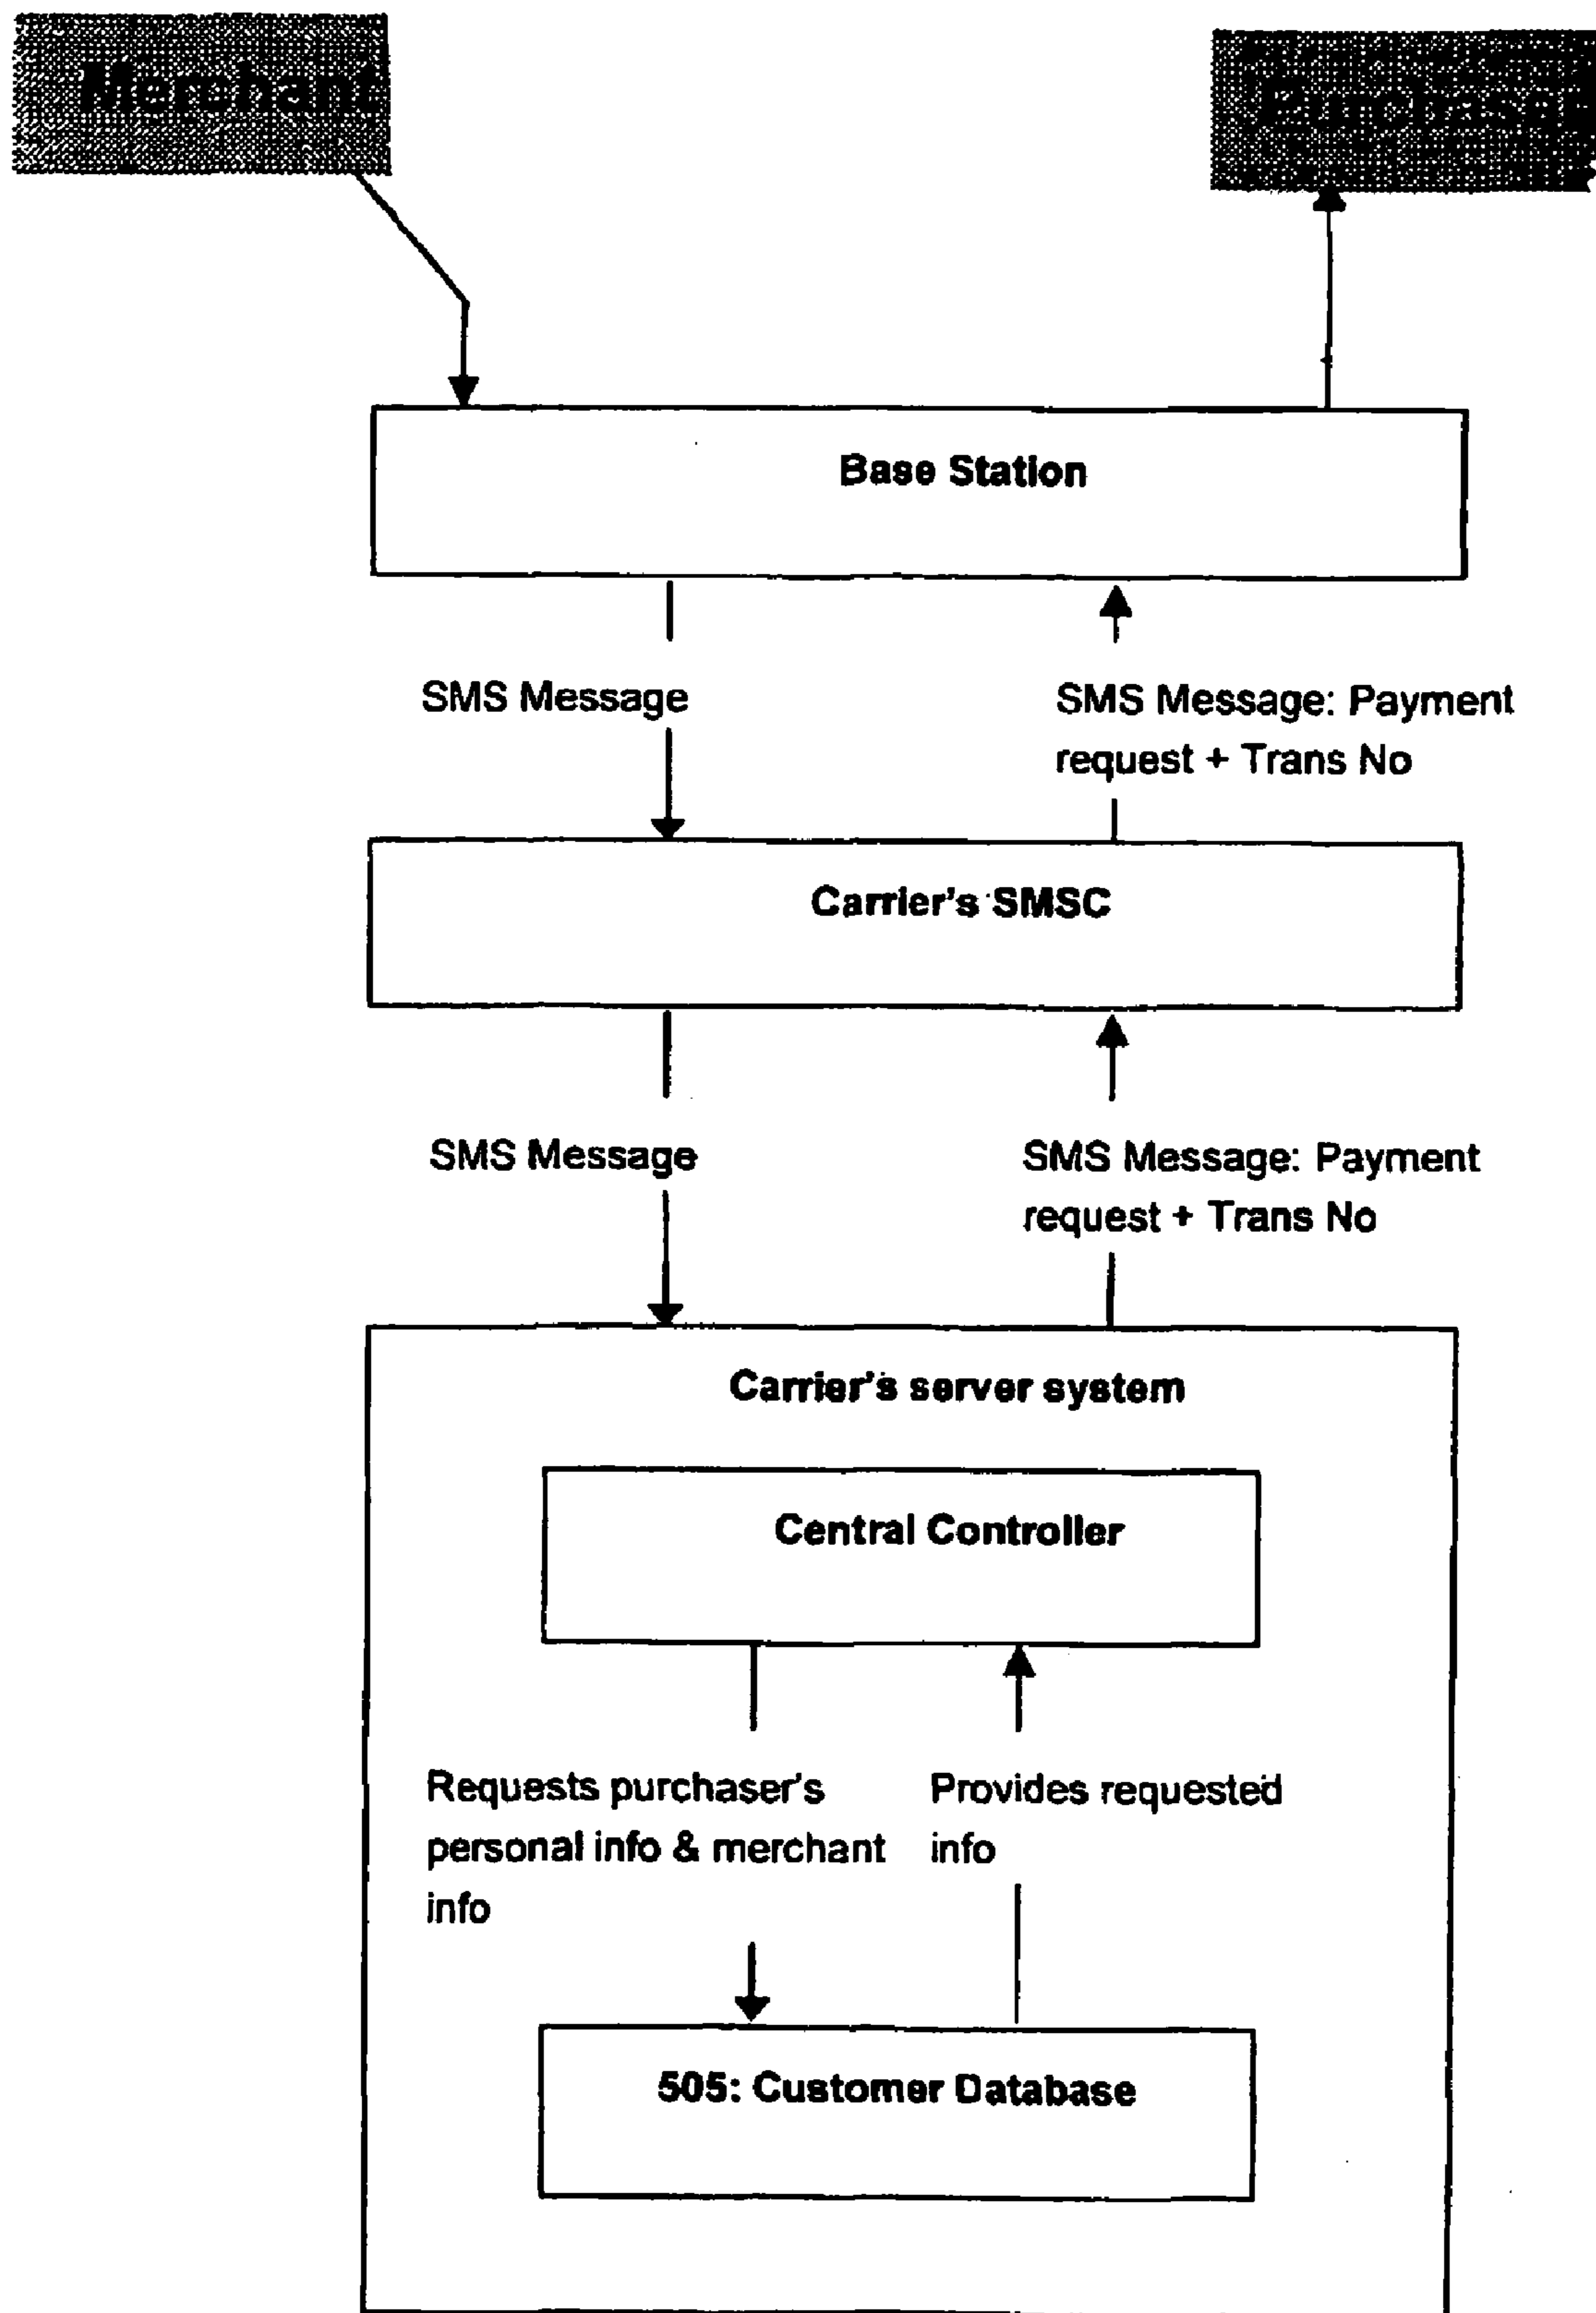 Merchant
Purchaser
Base Station
SMS Message
SMS Message: Payment
request + Trans No
Carrier's SMSC
SMS Message
SMS Message: Payment
request + Trans No
Carrier's server system
Central Controller
Requests purchaser's
personal info & merchant
info
Provides requested
info
505: Customer Database